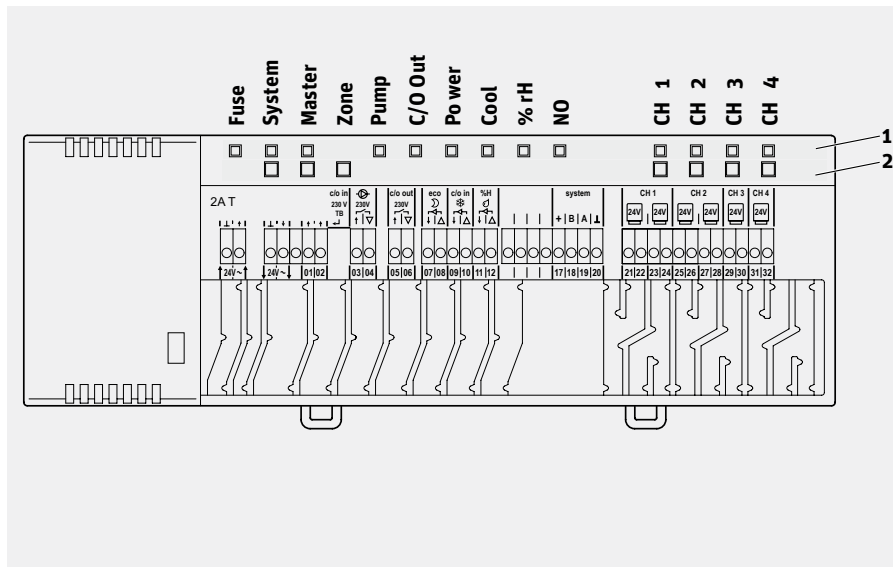 Fuse System Master Zone Pump C/O Out Po wer Cool % rH NO CH 1 CH 2 CH 3 CH 4
1
2
2A T
c/o in 230 V TB
230V
c/o out 230V
eco
c/o in
%H
system
+ | B | A | ⊥
CH 1 CH 2 CH 3 CH 4
24V 24V 24V 24V 24V 24V
24V~ 24V~ 01|02 03|04 05|06 07|08 09|10 11|12 17|18|19|20 21|22 23|24 25|26 27|28 29|30 31|32